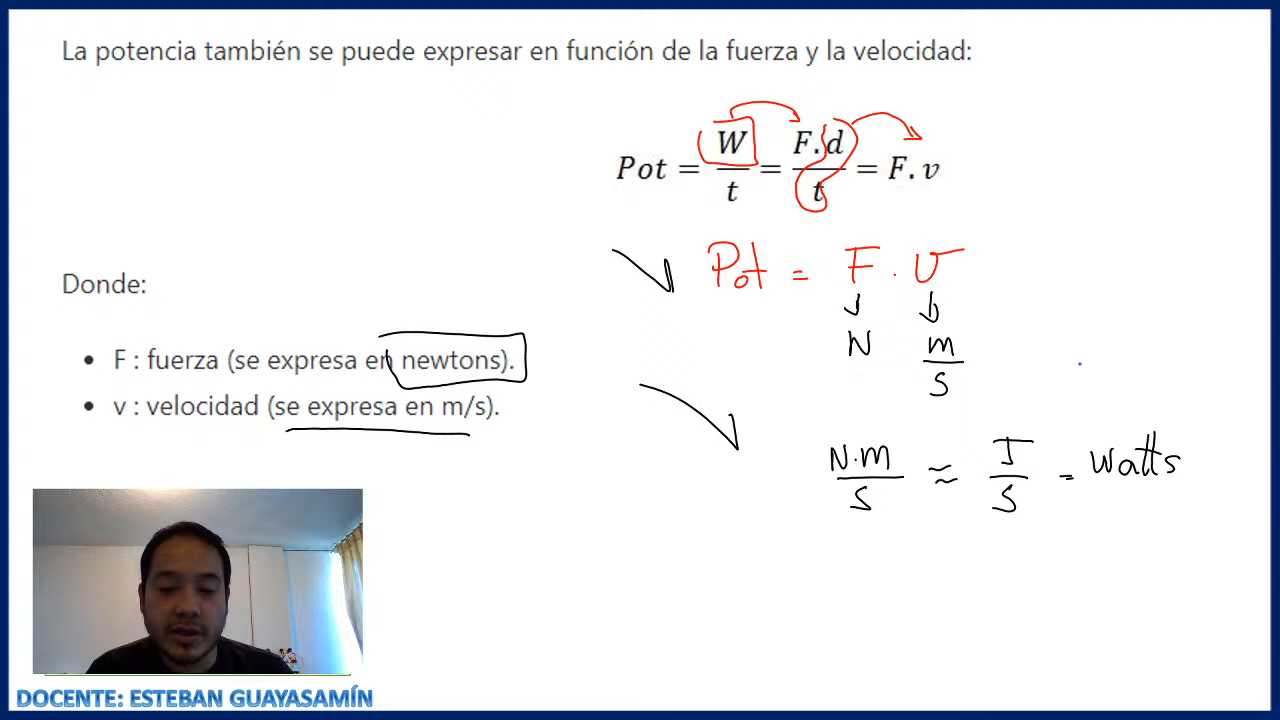 La potencia también se puede expresar en función de la fuerza y la velocidad:
Pot = W/t = F.d/t = F.v
Pot = F . v
N m/s
Donde:
• F : fuerza (se expresa en newtons).
• v : velocidad (se expresa en m/s).
N.m/s ≈ J/s = watts
DOCENTE: ESTEBAN GUAYASAMÍN